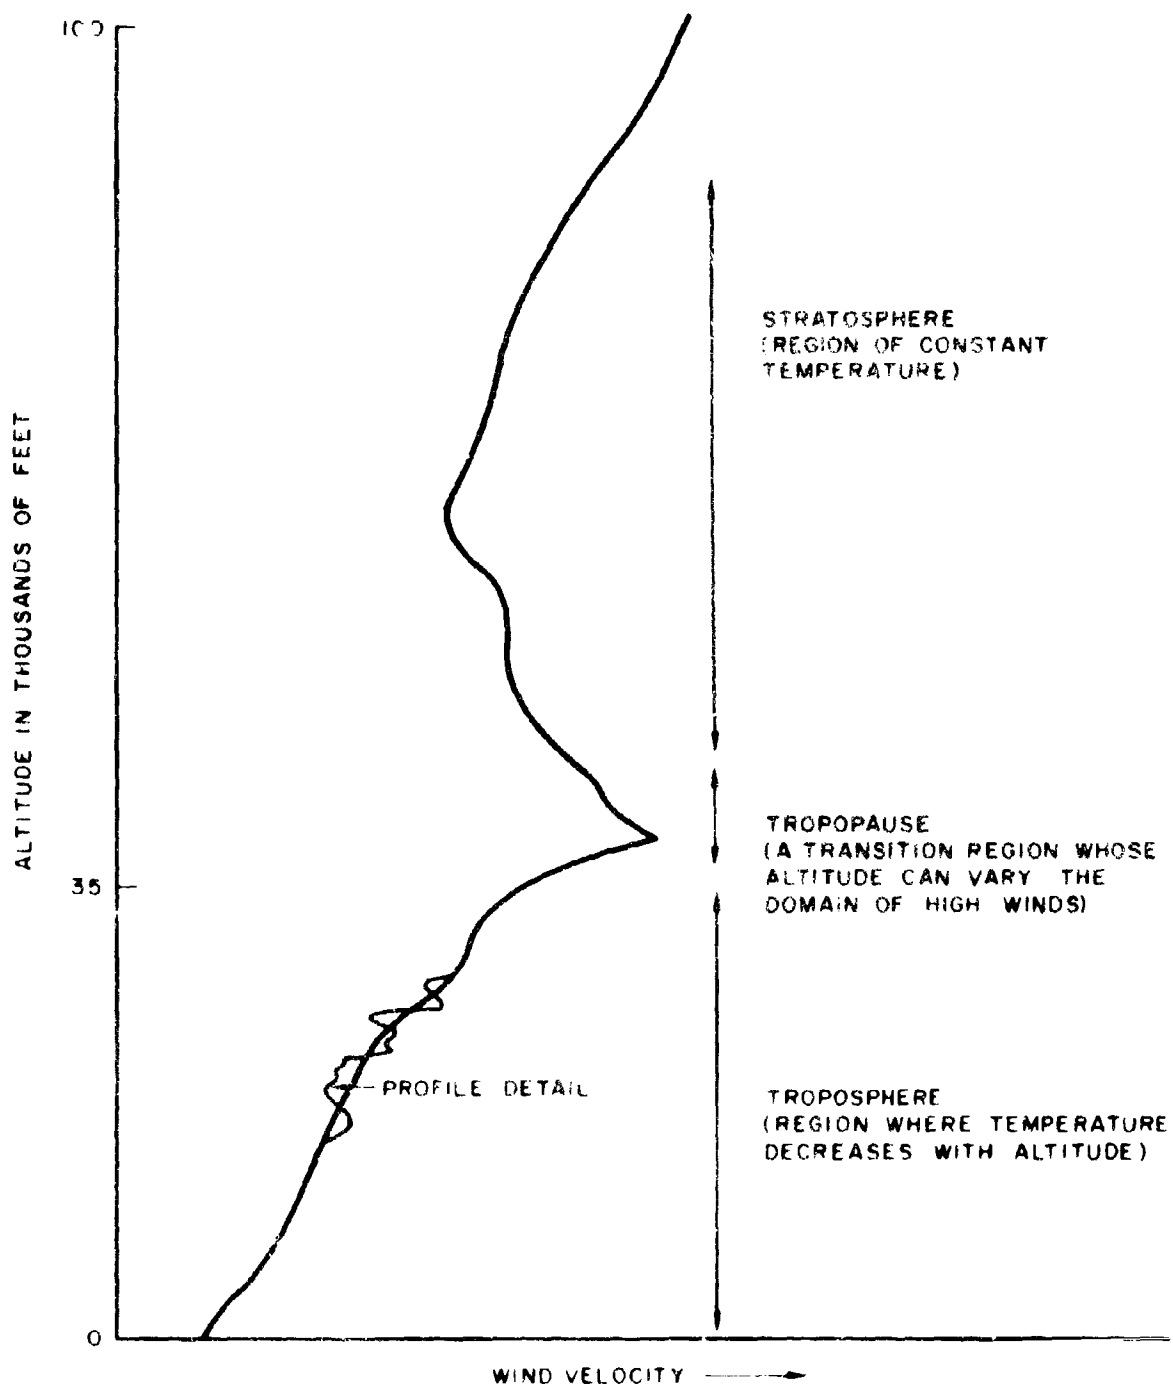 100
STRATOSPHERE
(REGION OF CONSTANT
TEMPERATURE)
ALTITUDE IN THOUSANDS OF FEET
TROPOPAUSE
(A TRANSITION REGION WHOSE
ALTITUDE CAN VARY THE
DOMAIN OF HIGH WINDS)
35
PROFILE DETAIL
TROPOSPHERE
(REGION WHERE TEMPERATURE
DECREASES WITH ALTITUDE)
0
WIND VELOCITY